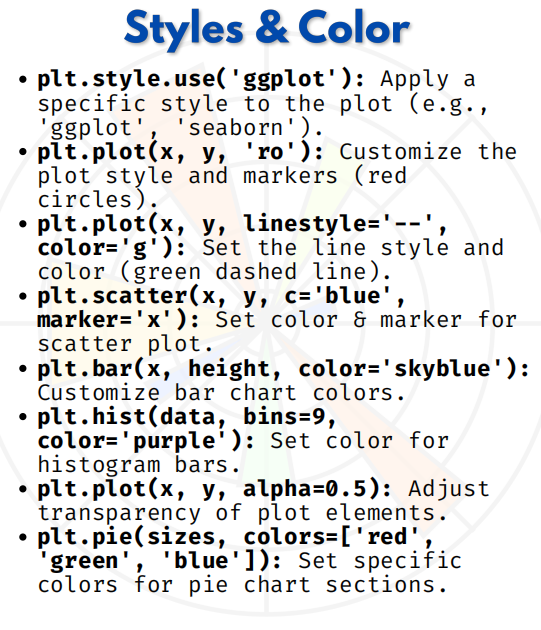 Styles & Color
• plt.style.use('ggplot'): Apply a
specific style to the plot (e.g.,
'ggplot', 'seaborn').
• plt.plot(x, y, 'ro'): Customize the
plot style and markers (red
circles).
• plt.plot(x, y, linestyle='--',
color='g'): Set the line style and
color (green dashed line).
• plt.scatter(x, y, c='blue',
marker='x'): Set color & marker for
scatter plot.
• plt.bar(x, height, color='skyblue'):
Customize bar chart colors.
• plt.hist(data, bins=9,
color='purple'): Set color for
histogram bars.
• plt.plot(x, y, alpha=0.5): Adjust
transparency of plot elements.
• plt.pie(sizes, colors=['red',
'green', 'blue']): Set specific
colors for pie chart sections.